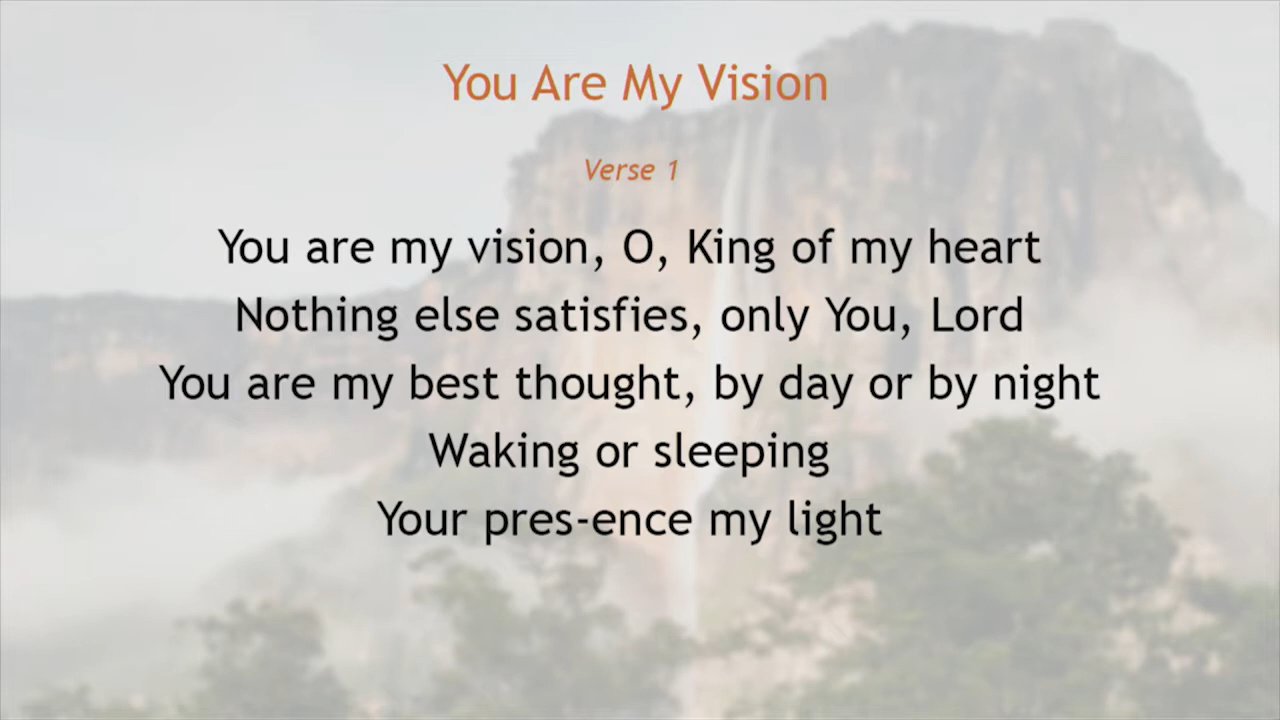 You Are My Vision
Verse 1
You are my vision, O, King of my heart
Nothing else satisfies, only You, Lord
You are my best thought, by day or by night
Waking or sleeping
Your pres-ence my light